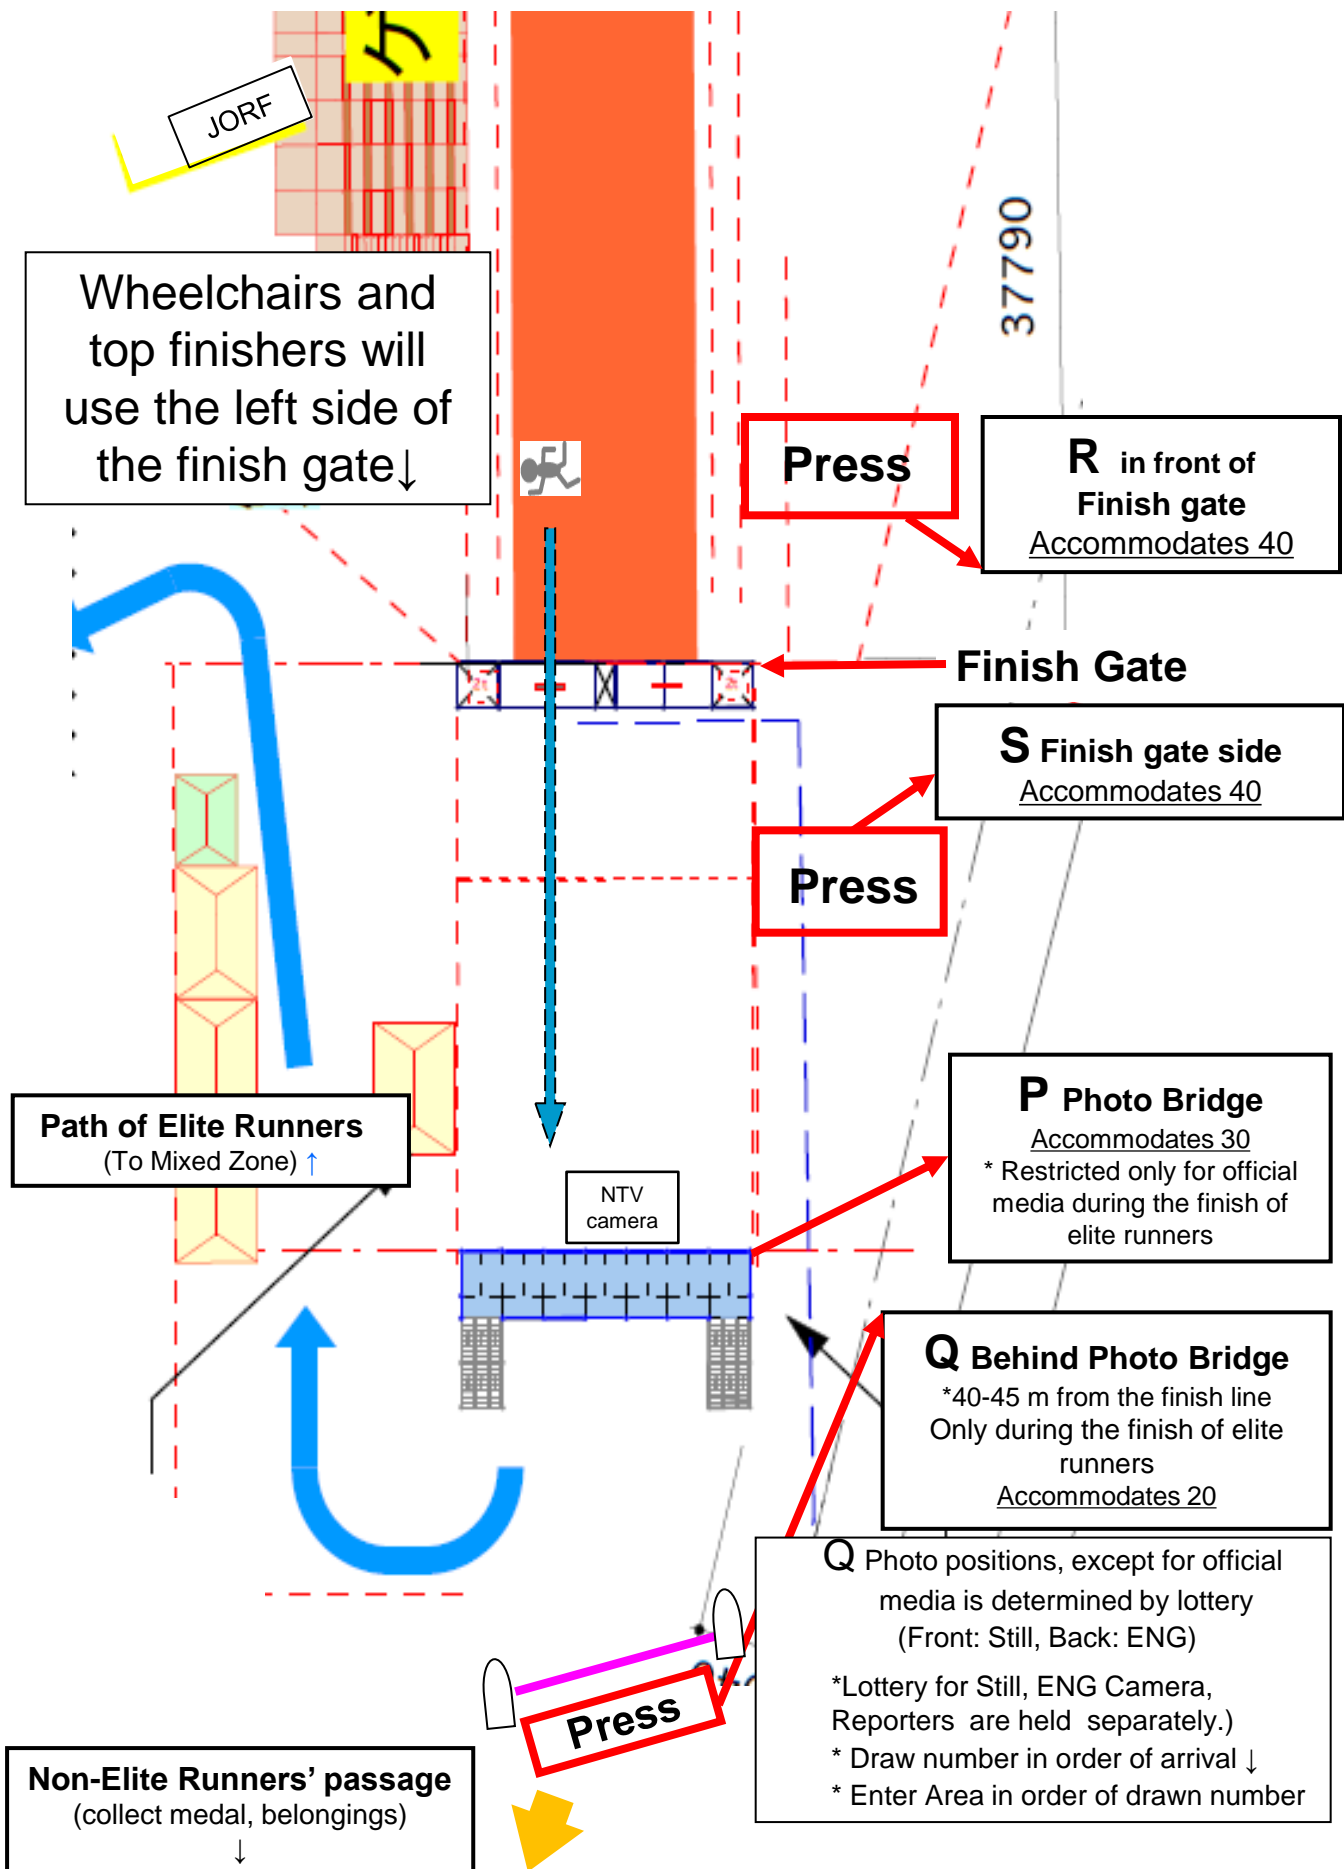 JORF
Wheelchairs and
top finishers will
use the left side of
the finish gate↓
37790
Press
R in front of
Finish gate
Accommodates 40
Finish Gate
S Finish gate side
Accommodates 40
Press
Path of Elite Runners
(To Mixed Zone) ↑
NTV
camera
P Photo Bridge
Accommodates 30
* Restricted only for official
media during the finish of
elite runners
Q Behind Photo Bridge
*40-45 m from the finish line
Only during the finish of elite
runners
Accommodates 20
Q Photo positions, except for official
media is determined by lottery
(Front: Still, Back: ENG)
*Lottery for Still, ENG Camera,
Reporters are held separately.)
* Draw number in order of arrival ↓
* Enter Area in order of drawn number
Press
Non-Elite Runners’ passage
(collect medal, belongings)
↓